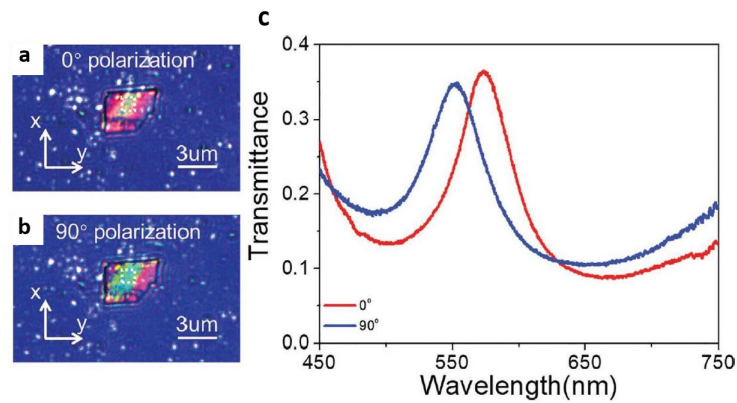 a
0° polarization
x
y
3um
b
90° polarization
x
y
3um
c
Transmittance
0.4
0.3
0.2
0.1
0.0
0°
90°
450
550
650
750
Wavelength(nm)